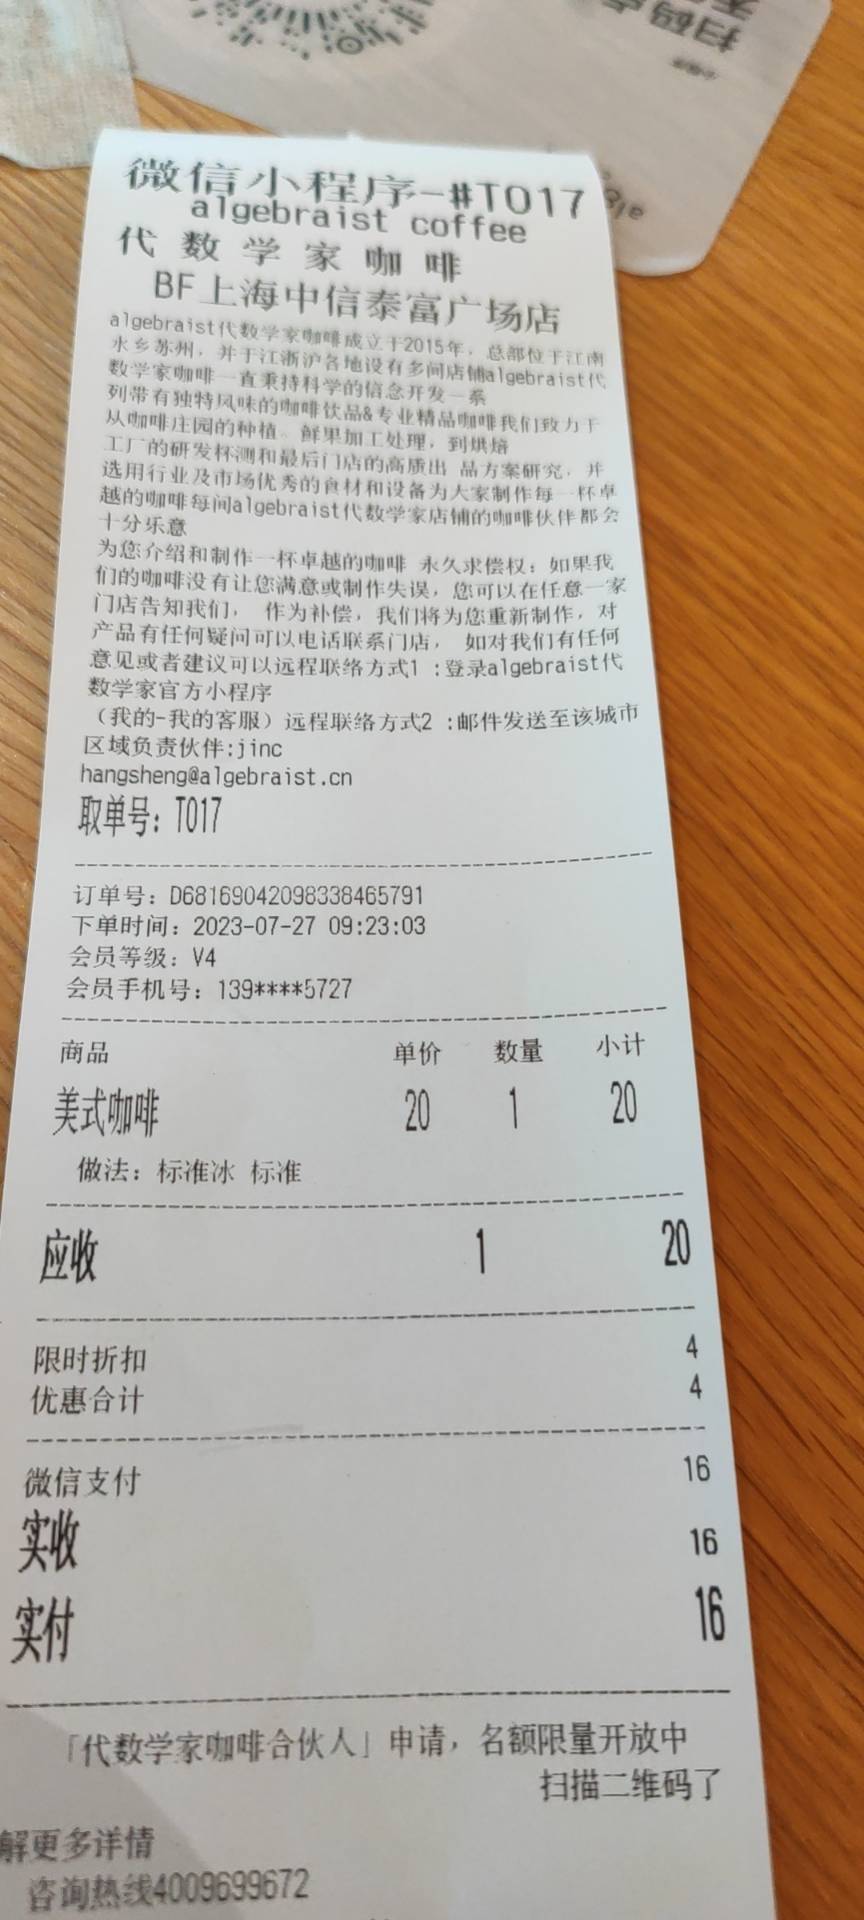 扫码点
微信小程序-#T017
algebraist coffee
代数学家咖啡
BF上海中信泰富广场店
algebraist代数学家咖啡成立于2015年，总部位于江南
水乡苏州，并于江浙沪各地设有多间店铺algebraist代
数学家咖啡一直秉持科学的信念开发一系
列带有独特风味的咖啡饮品&专业精品咖啡我们致力于
从咖啡庄园的种植、鲜果加工处理，到烘焙
工厂的研发杯测和最后门店的高质出 品方案研究，并
选用行业及市场优秀的食材和设备为大家制作每一杯卓
越的咖啡每间algebraist代数学家店铺的咖啡伙伴都会
十分乐意
为您介绍和制作一杯卓越的咖啡 永久求偿权：如果我
们的咖啡没有让您满意或制作失误，您可以在任意一家
门店告知我们， 作为补偿，我们将为您重新制作，对
产品有任何疑问可以电话联系门店， 如对我们有任何
意见或者建议可以远程联络方式1 :登录algebraist代
数学家官方小程序
（我的-我的客服）远程联络方式2 :邮件发送至该城市
区域负责伙伴:jinc
hangsheng@algebraist.cn
取单号：T017
订单号：D68169042098338465791
下单时间：2023-07-27 09:23:03
会员等级：V4
会员手机号：139****5727
商品 单价 数量 小计
美式咖啡 20 1 20
做法：标准冰 标准
应收 1 20
限时折扣 4
优惠合计 4
微信支付 16
实收 16
实付 16
「代数学家咖啡合伙人」申请，名额限量开放中
扫描二维码了
解更多详情
咨询热线4009699672